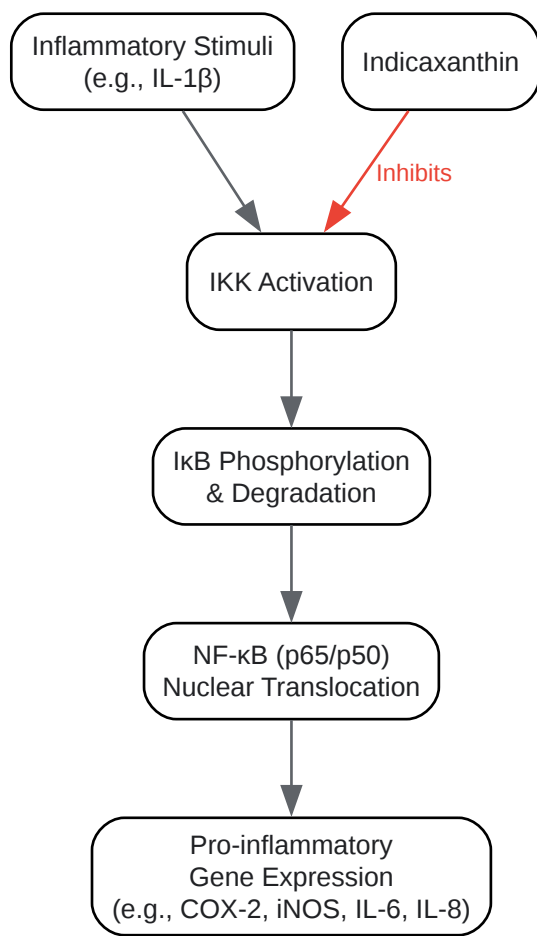 Inflammatory Stimuli
(e.g., IL-1β)
Indicaxanthin
Inhibits
IKK Activation
IκB Phosphorylation
& Degradation
NF-κB (p65/p50)
Nuclear Translocation
Pro-inflammatory
Gene Expression
(e.g., COX-2, iNOS, IL-6, IL-8)